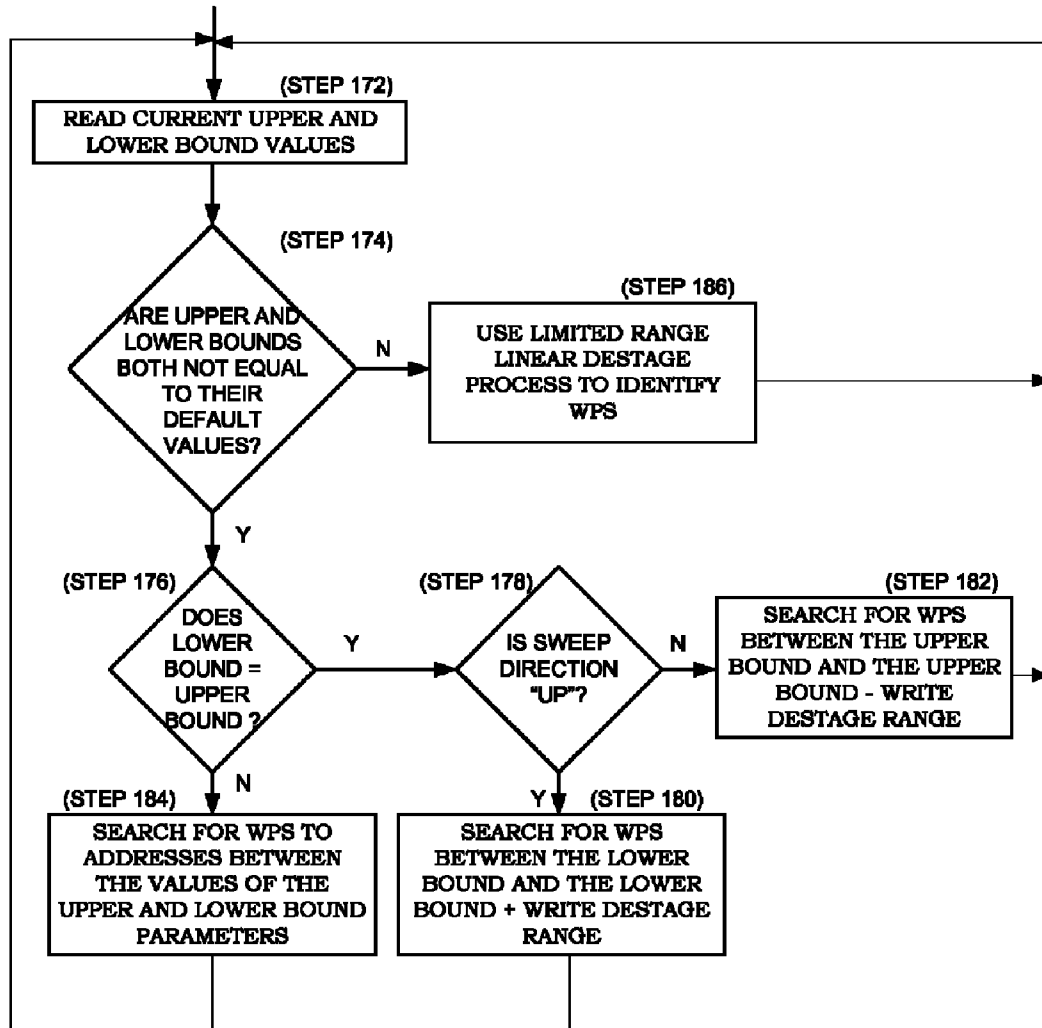 (STEP 172)
READ CURRENT UPPER AND
LOWER BOUND VALUES
(STEP 174)
ARE UPPER AND
LOWER BOUNDS
BOTH NOT EQUAL
TO THEIR
DEFAULT
VALUES?
N
(STEP 186)
USE LIMITED RANGE
LINEAR DESTAGE
PROCESS TO IDENTIFY
WPS
Y
(STEP 176)
DOES
LOWER
BOUND =
UPPER
BOUND ?
Y
(STEP 178)
IS SWEEP
DIRECTION
"UP"?
N
(STEP 182)
SEARCH FOR WPS
BETWEEN THE UPPER
BOUND AND THE UPPER
BOUND - WRITE
DESTAGE RANGE
N
(STEP 184)
SEARCH FOR WPS TO
ADDRESSES BETWEEN
THE VALUES OF THE
UPPER AND LOWER BOUND
PARAMETERS
Y
(STEP 180)
SEARCH FOR WPS
BETWEEN THE LOWER
BOUND AND THE LOWER
BOUND + WRITE DESTAGE
RANGE